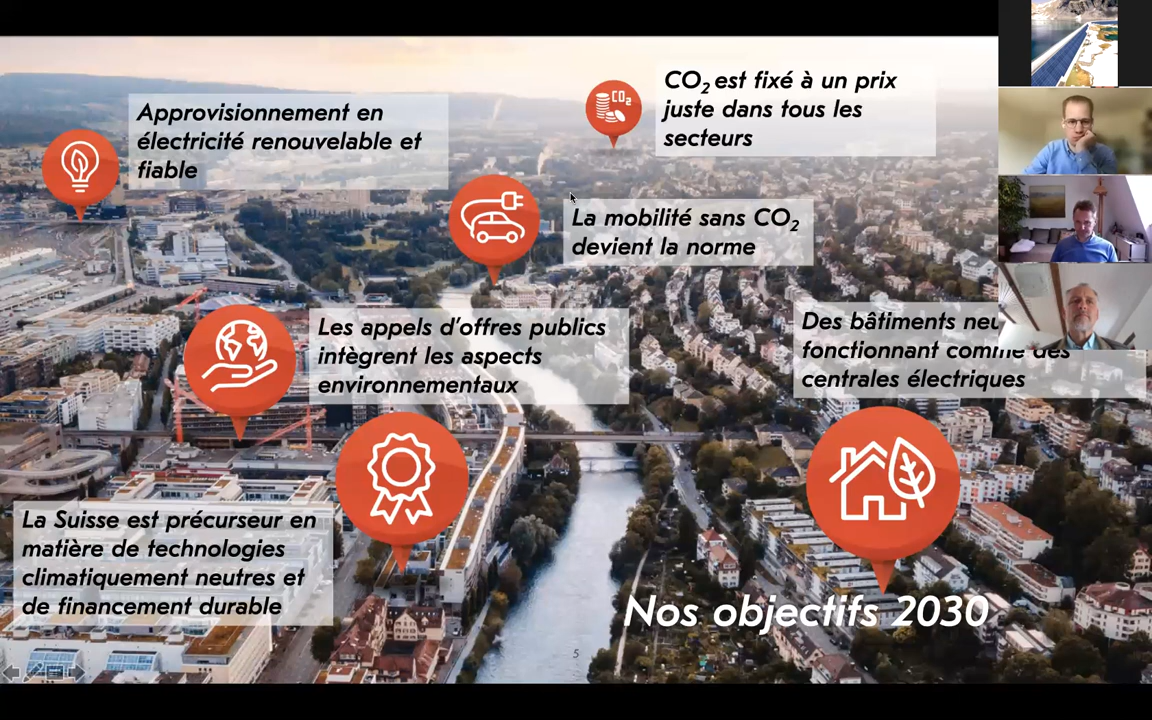 Approvisionnement en
électricité renouvelable et
fiable
CO₂ est fixé à un prix
juste dans tous les
secteurs
CO₂
La mobilité sans CO₂
devient la norme
Les appels d'offres publics
intègrent les aspects
environnementaux
Des bâtiments
fonctionnant comme des
centrales électriques
La Suisse est précurseur en
matière de technologies
climatiquement neutres et
de financement durable
Nos objectifs 2030
5